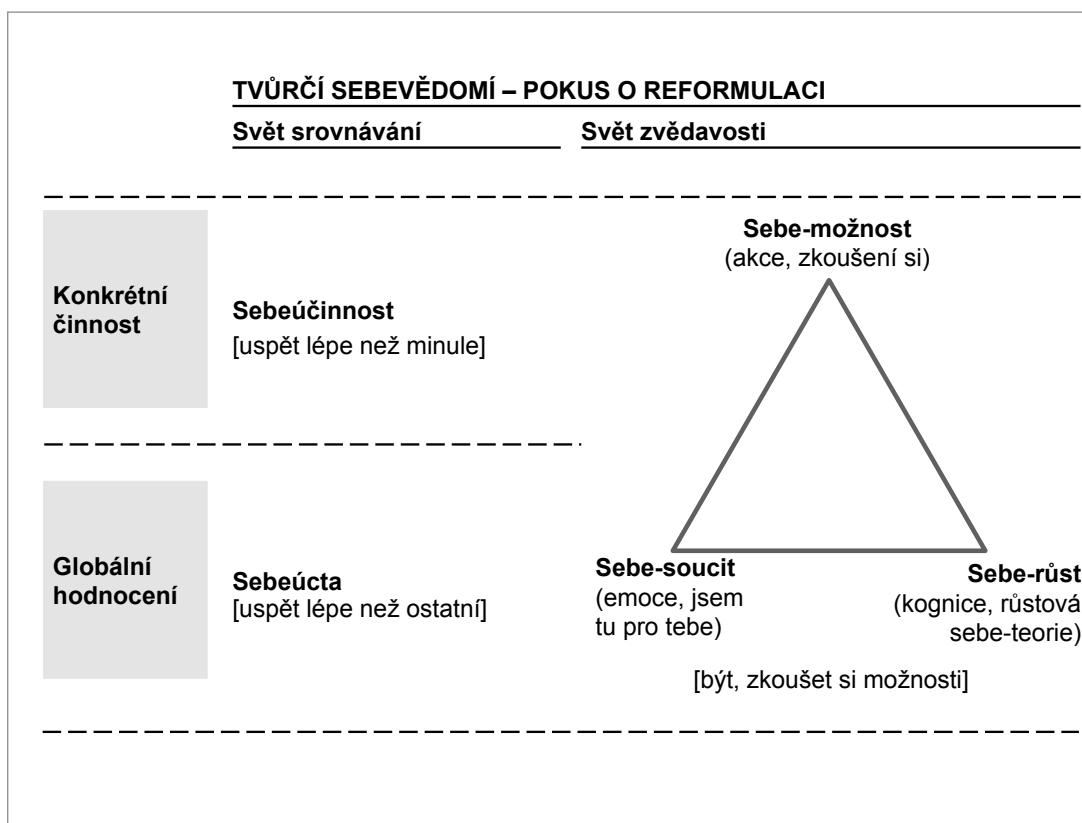 TVŮRČÍ SEBEVĚDOMÍ – POKUS O REFORMULACI
Svět srovnávání
Svět zvědavosti
Konkrétní
činnost
Sebeúčinnost
[uspět lépe než minule]
Sebe-možnost
(akce, zkoušení si)
Globální
hodnocení
Sebeúcta
[uspět lépe než ostatní]
Sebe-soucit
(emoce, jsem
tu pro tebe)
Sebe-růst
(kognice, růstová
sebe-teorie)
[být, zkoušet si možnosti]